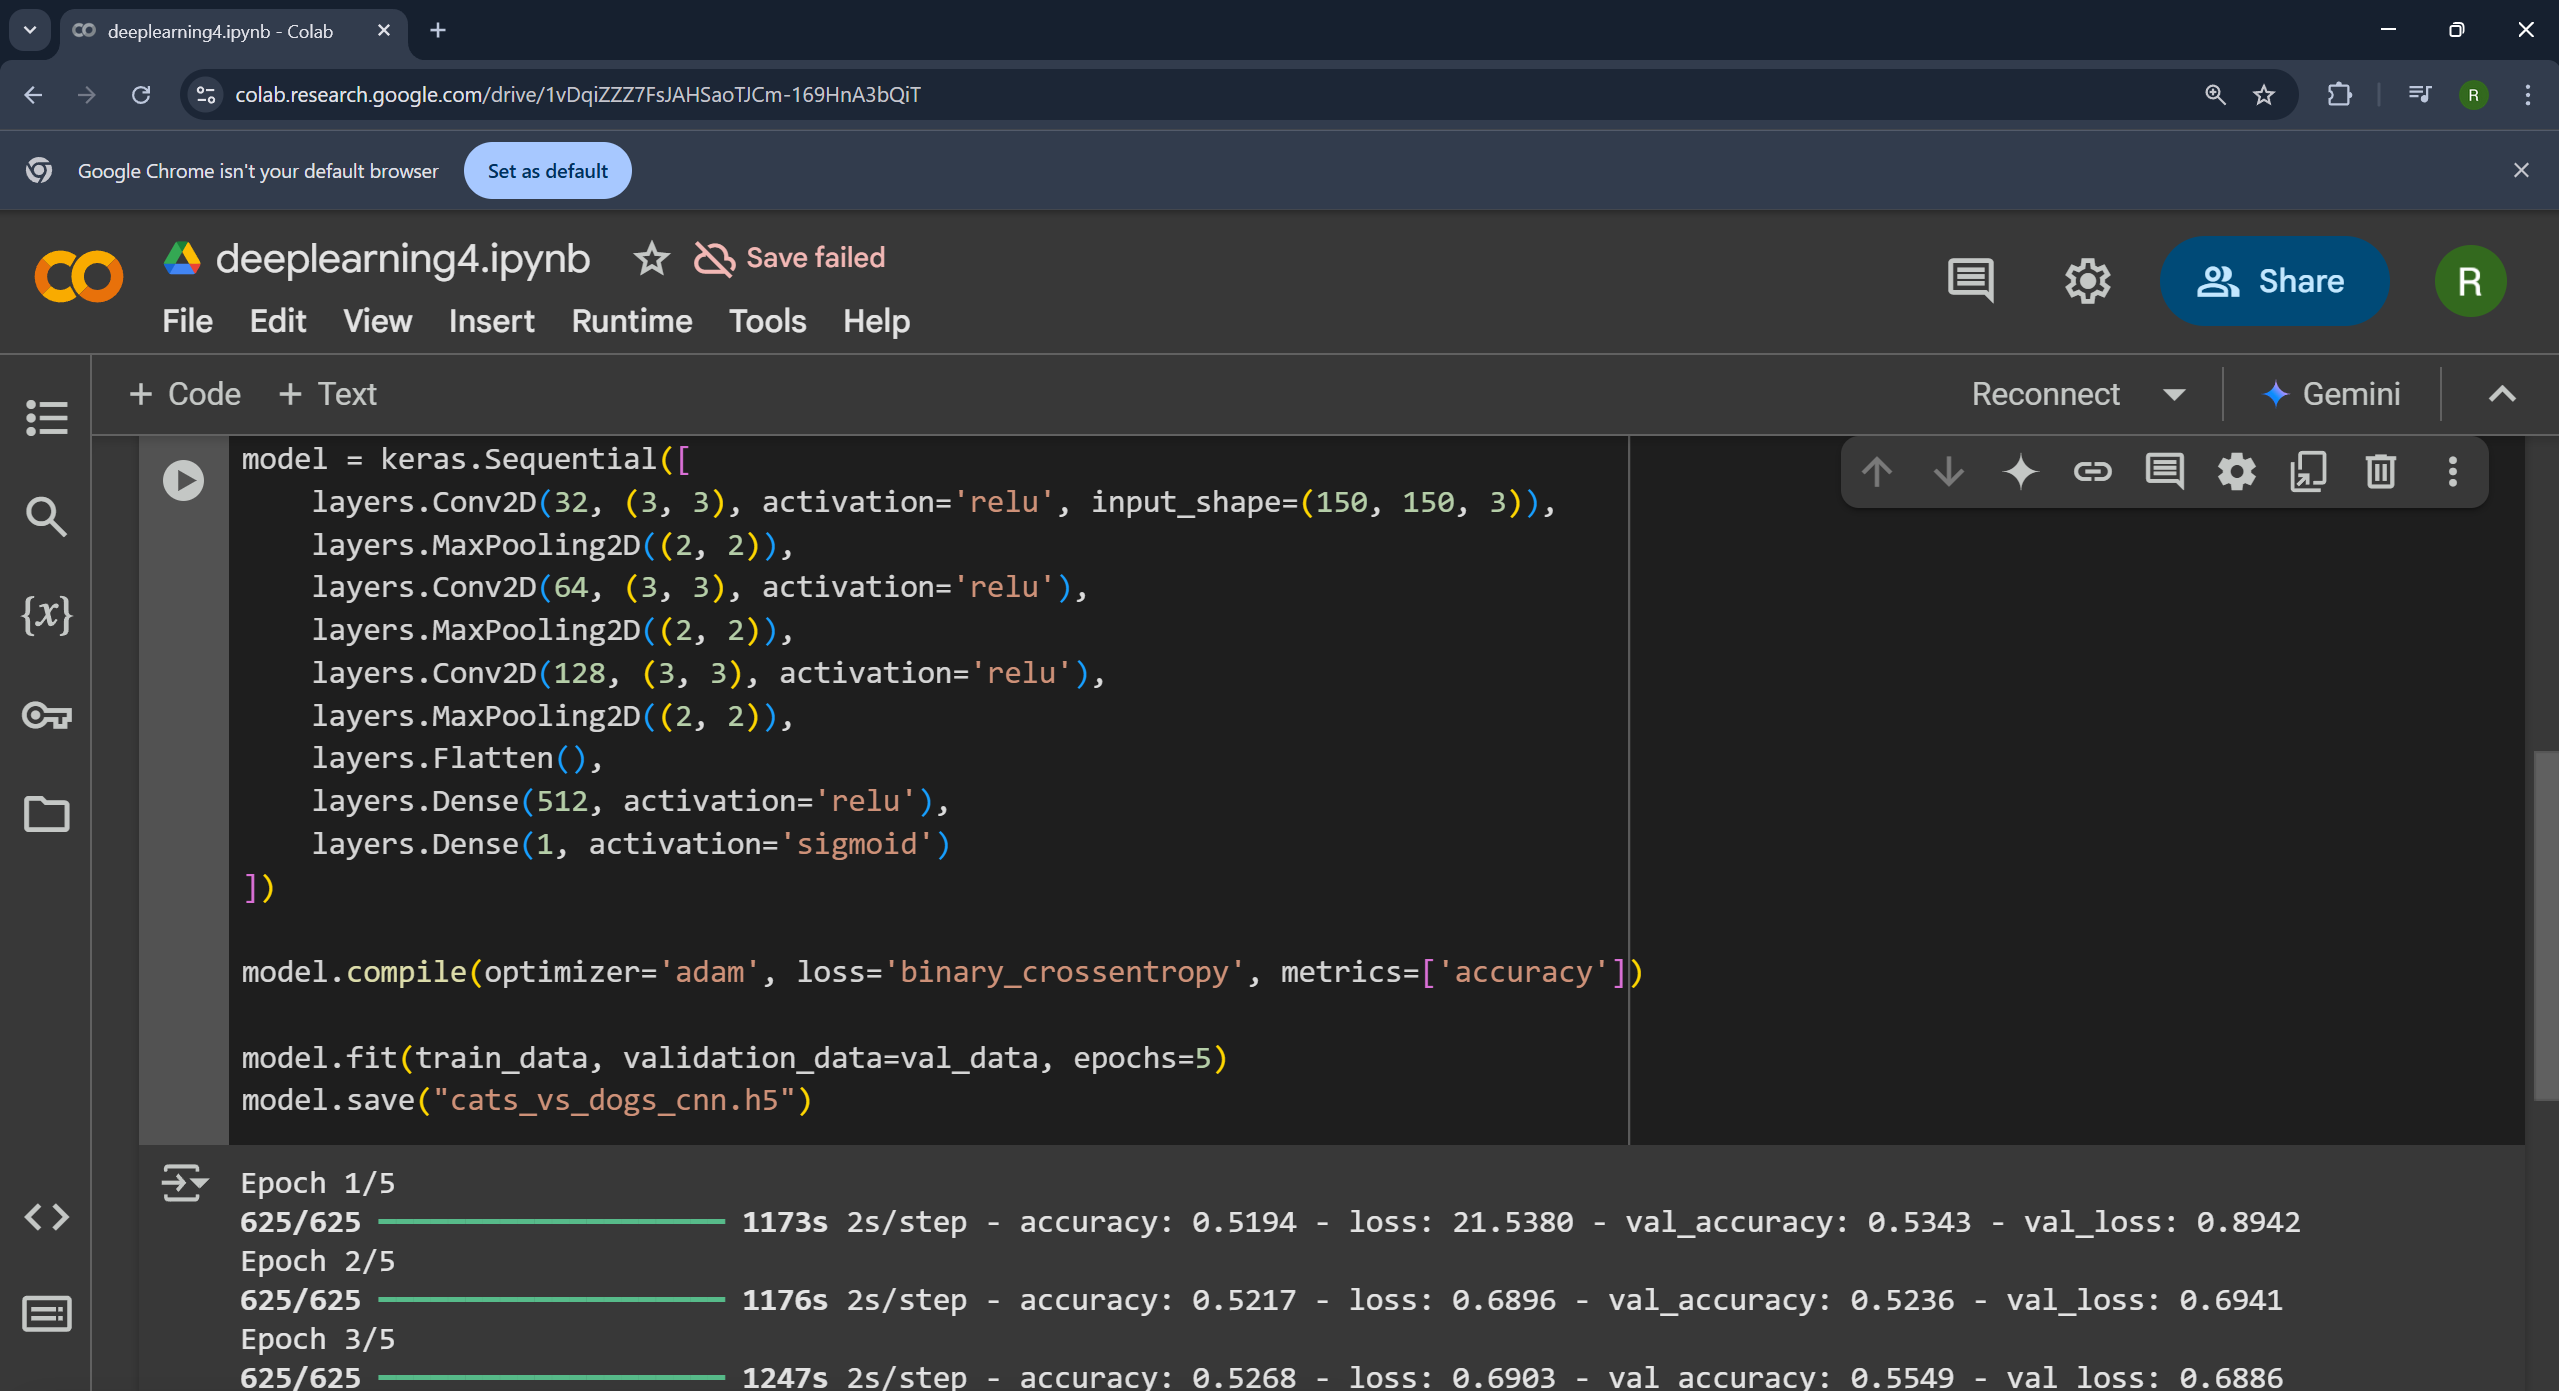 deeplearning4.ipynb - Colab
colab.research.google.com/drive/1vDqiZZZ7FsJAHSaoTJCm-169HnA3bQiT
R
Google Chrome isn't your default browser
Set as default
deeplearning4.ipynb
Save failed
File Edit View Insert Runtime Tools Help
Share
R
+ Code + Text
Reconnect
Gemini
model = keras.Sequential([
    layers.Conv2D(32, (3, 3), activation='relu', input_shape=(150, 150, 3)),
    layers.MaxPooling2D((2, 2)),
    layers.Conv2D(64, (3, 3), activation='relu'),
    layers.MaxPooling2D((2, 2)),
    layers.Conv2D(128, (3, 3), activation='relu'),
    layers.MaxPooling2D((2, 2)),
    layers.Flatten(),
    layers.Dense(512, activation='relu'),
    layers.Dense(1, activation='sigmoid')
])
model.compile(optimizer='adam', loss='binary_crossentropy', metrics=['accuracy'])
model.fit(train_data, validation_data=val_data, epochs=5)
model.save("cats_vs_dogs_cnn.h5")
Epoch 1/5
625/625 1173s 2s/step - accuracy: 0.5194 - loss: 21.5380 - val_accuracy: 0.5343 - val_loss: 0.8942
Epoch 2/5
625/625 1176s 2s/step - accuracy: 0.5217 - loss: 0.6896 - val_accuracy: 0.5236 - val_loss: 0.6941
Epoch 3/5
625/625 1247s 2s/step - accuracy: 0.5268 - loss: 0.6903 - val_accuracy: 0.5549 - val_loss: 0.6886